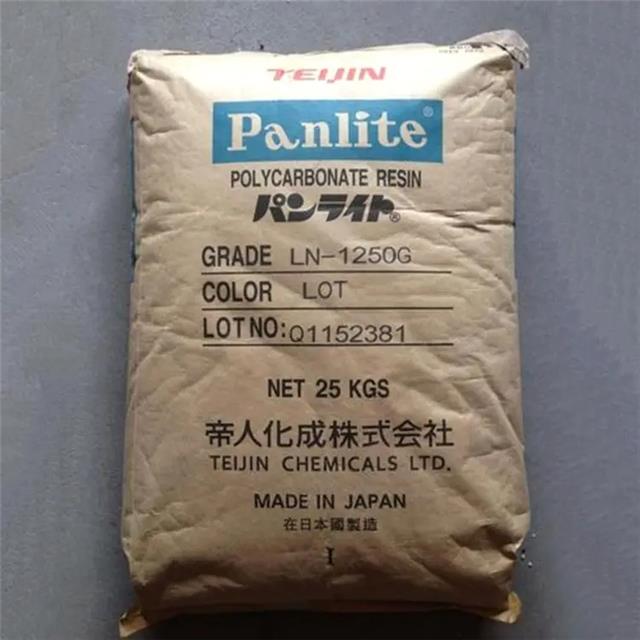 TEIJIN
Panlite®
POLYCARBONATE RESIN
パンライト®
GRADE LN-1250G
COLOR LOT
LOT NO: Q1152381
NET 25 KGS
帝人化成株式会社
TEIJIN CHEMICALS LTD.
MADE IN JAPAN
在日本國製造
I